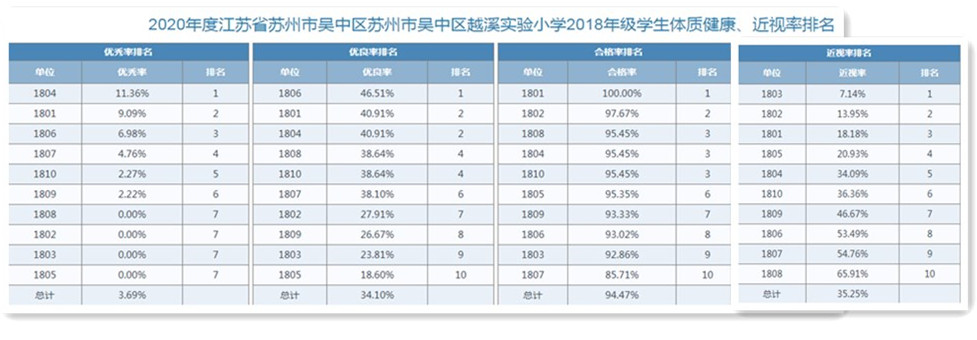 2020年度江苏省苏州市吴中区苏州市吴中区越溪实验小学2018年级学生体质健康、近视率排名
优秀率排名
单位 优秀率 排名
1804 11.36% 1
1801 9.09% 2
1806 6.98% 3
1807 4.76% 4
1810 2.27% 5
1809 2.22% 6
1808 0.00% 7
1802 0.00% 7
1803 0.00% 7
1805 0.00% 7
总计 3.69%
优良率排名
单位 优良率 排名
1806 46.51% 1
1801 40.91% 2
1804 40.91% 2
1808 38.64% 4
1810 38.64% 4
1807 38.10% 6
1802 27.91% 7
1809 26.67% 8
1803 23.81% 9
1805 18.60% 10
总计 34.10%
合格率排名
单位 合格率 排名
1801 100.00% 1
1802 97.67% 2
1808 95.45% 3
1804 95.45% 3
1810 95.45% 3
1805 95.35% 6
1809 93.33% 7
1806 93.02% 8
1803 92.86% 9
1807 85.71% 10
总计 94.47%
近视率排名
单位 近视率 排名
1803 7.14% 1
1802 13.95% 2
1801 18.18% 3
1805 20.93% 4
1804 34.09% 5
1810 36.36% 6
1809 46.67% 7
1806 53.49% 8
1807 54.76% 9
1808 65.91% 10
总计 35.25%